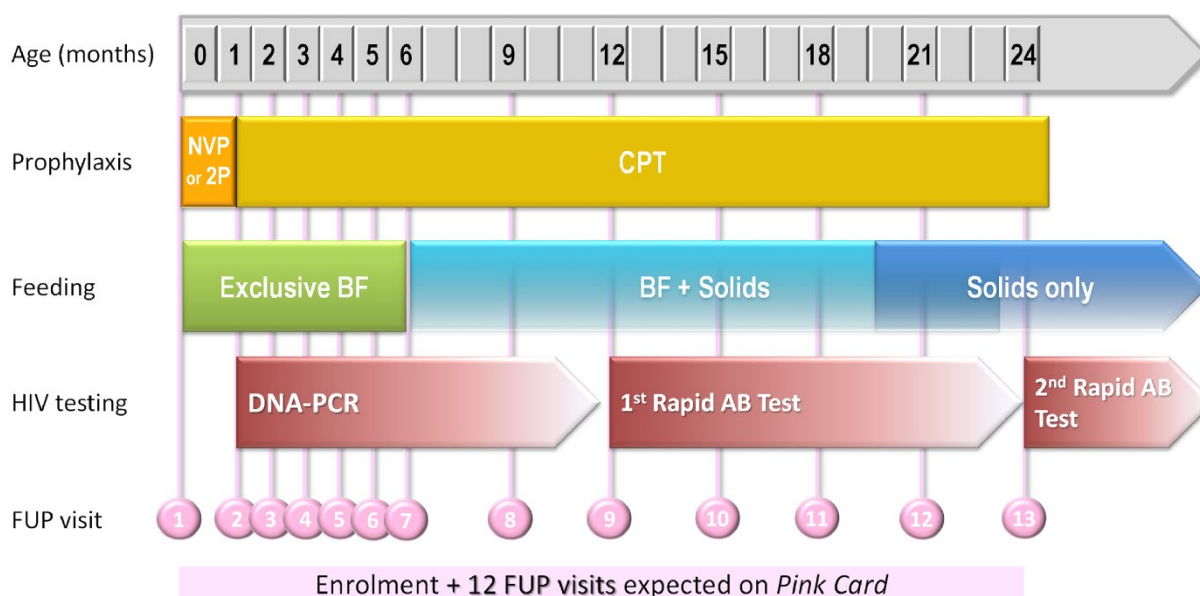 Age (months) 0 1 2 3 4 5 6 9 12 15 18 21 24
Prophylaxis
NVP
or 2P
CPT
Feeding Exclusive BF BF + Solids Solids only
HIV testing
DNA-PCR
1st Rapid AB Test
2nd Rapid AB
Test
FUP visit 1 2 3 4 5 6 7 8 9 10 11 12 13
Enrolment + 12 FUP visits expected on Pink Card